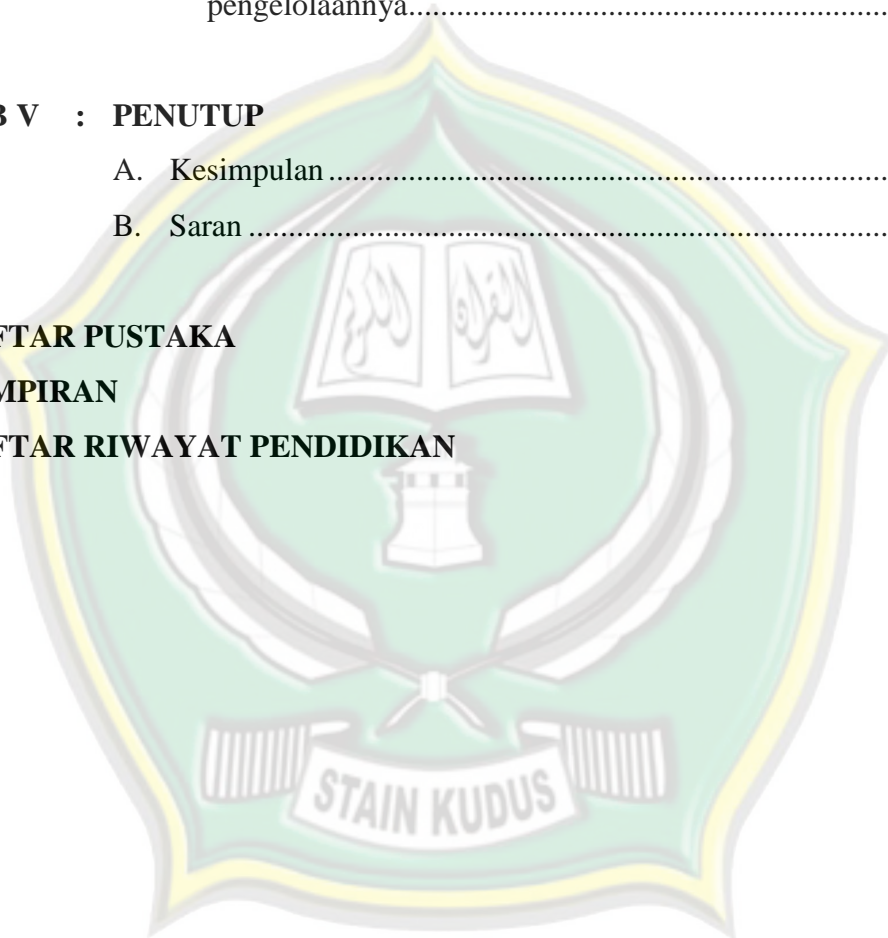 pengelolaannya......................................................................
B V : PENUTUP
A. Kesimpulan......................................................................
B. Saran......................................................................
FTAR PUSTAKA
MPIRAN
FTAR RIWAYAT PENDIDIKAN
STAIN KUDUS